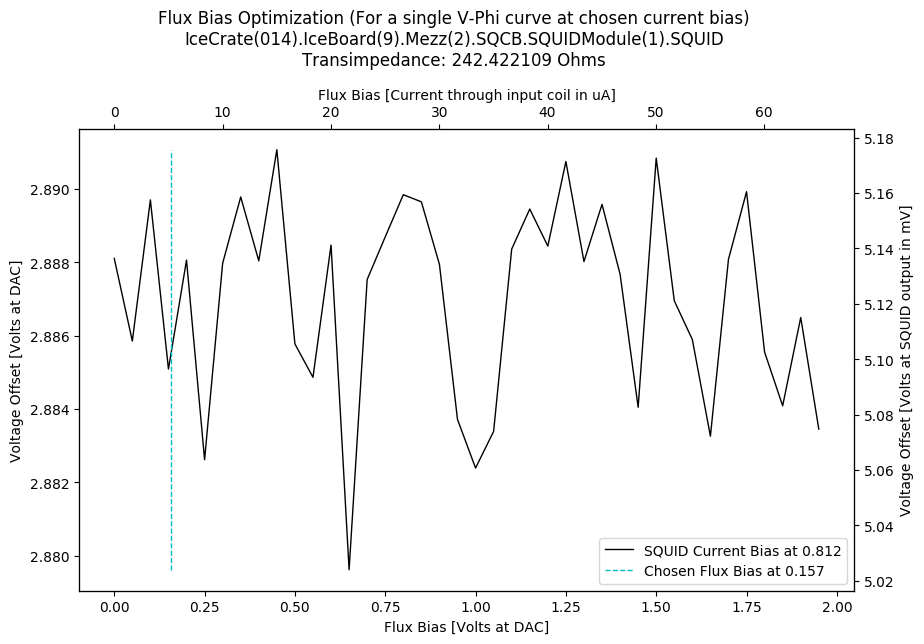 Flux Bias Optimization (For a single V-Phi curve at chosen current bias)
IceCrate(014).IceBoard(9).Mezz(2).SQCB.SQUIDModule(1).SQUID
Transimpedance: 242.422109 Ohms
Flux Bias [Current through input coil in uA]
0 10 20 30 40 50 60
Voltage Offset [Volts at DAC]
2.890
2.888
2.886
2.884
2.882
2.880
5.18
5.16
5.14
5.12
5.10
5.08
5.06
5.04
5.02
Voltage Offset [Volts at SQUID output in mV]
SQUID Current Bias at 0.812
Chosen Flux Bias at 0.157
0.00 0.25 0.50 0.75 1.00 1.25 1.50 1.75 2.00
Flux Bias [Volts at DAC]